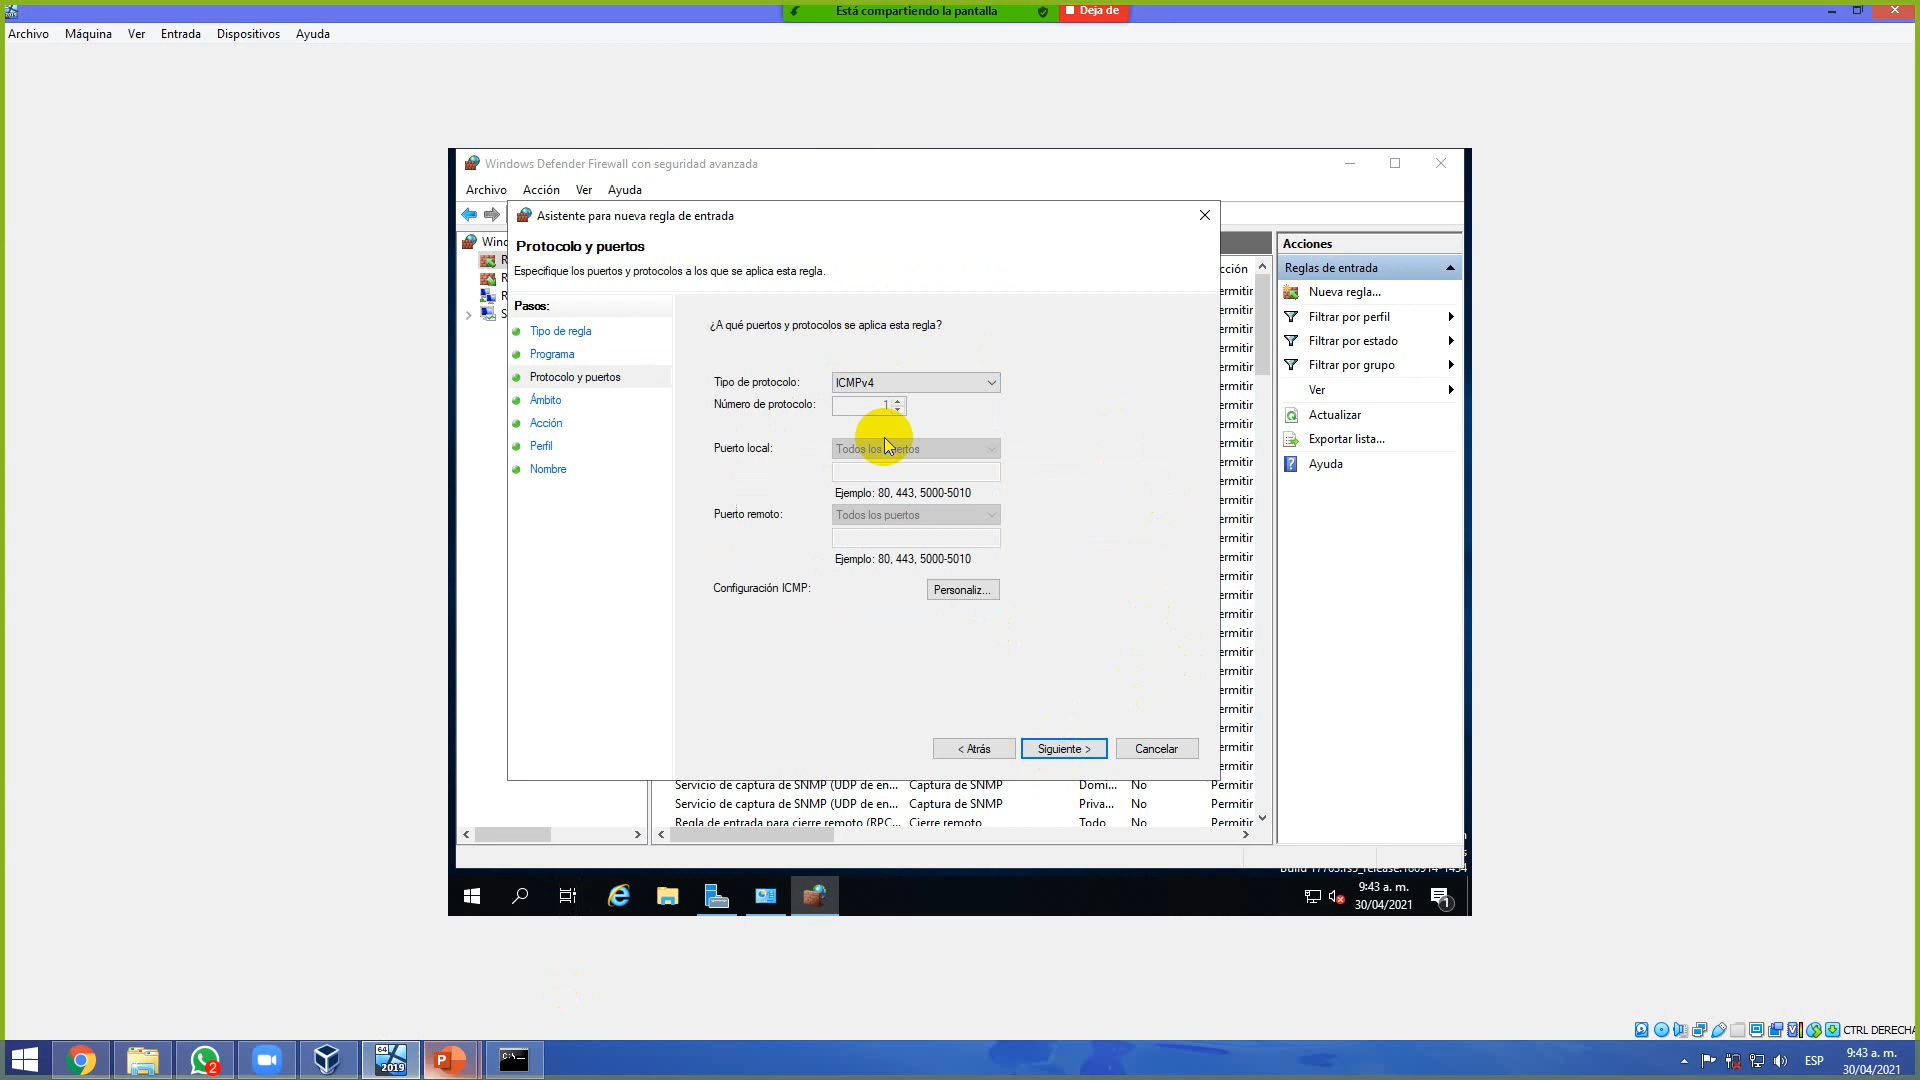 Está compartiendo la pantalla
Deja de
Archivo Máquina Ver Entrada Dispositivos Ayuda
Windows Defender Firewall con seguridad avanzada
Archivo Acción Ver Ayuda
Asistente para nueva regla de entrada
Protocolo y puertos
Especifique los puertos y protocolos a los que se aplica esta regla.
Pasos:
Tipo de regla
Programa
Protocolo y puertos
Ámbito
Acción
Perfil
Nombre
¿A qué puertos y protocolos se aplica esta regla?
Tipo de protocolo: ICMPv4
Número de protocolo: 1
Puerto local: Todos los puertos
Ejemplo: 80, 443, 5000-5010
Puerto remoto: Todos los puertos
Ejemplo: 80, 443, 5000-5010
Configuración ICMP: Personaliz...
< Atrás Siguiente > Cancelar
Servicio de captura de SNMP (UDP de en... Captura de SNMP Domi... No Permitir
Servicio de captura de SNMP (UDP de en... Captura de SNMP Priva... No Permitir
Regla de entrada para cierre remoto (RPC... Cierre remoto Todo No Permitir
Acciones
Reglas de entrada
Nueva regla...
Filtrar por perfil
Filtrar por estado
Filtrar por grupo
Ver
Actualizar
Exportar lista...
Ayuda
9:43 a. m.
30/04/2021
1
CTRL DERECHA
2
64
2019
ESP
9:43 a. m.
30/04/2021